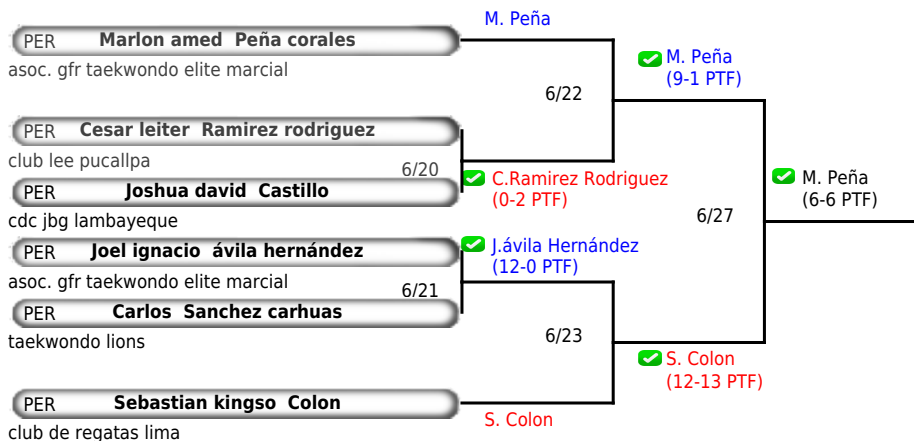 M. Peña
PER Marlon amed Peña corales
asoc. gfr taekwondo elite marcial
M. Peña
(9-1 PTF)
6/22
PER Cesar leiter Ramirez rodriguez
club lee pucallpa
6/20
PER Joshua david Castillo
cdc jbg lambayeque
C.Ramirez Rodriguez
(0-2 PTF)
M. Peña
(6-6 PTF)
6/27
PER Joel ignacio ávila hernández
asoc. gfr taekwondo elite marcial
J.ávila Hernández
(12-0 PTF)
6/21
PER Carlos Sanchez carhuas
taekwondo lions
6/23
S. Colon
(12-13 PTF)
PER Sebastian kingso Colon
club de regatas lima
S. Colon